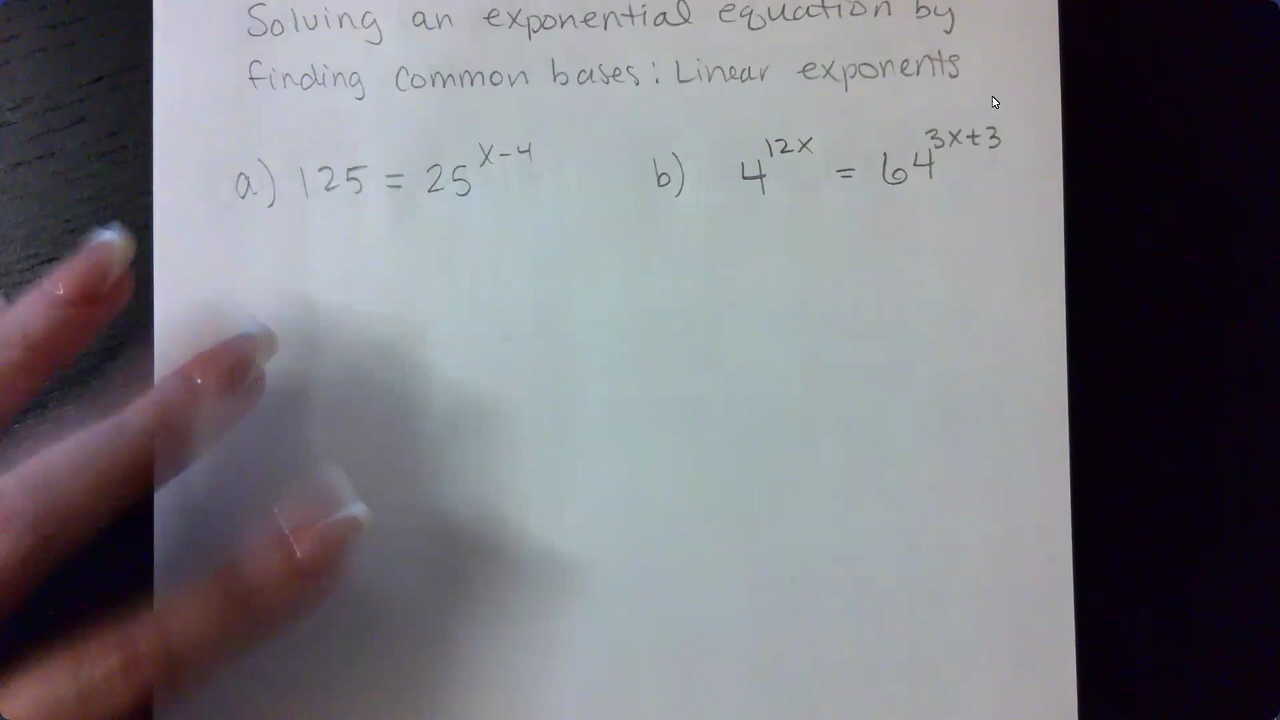 Solving an exponential equation by
finding common bases: Linear exponents
a) 125 = 25^{x-4}
b) 4^{12x} = 64^{3x+3}